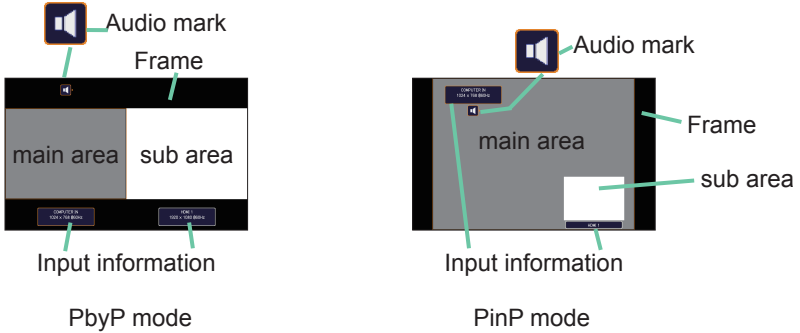 Audio mark
Frame
main area
sub area
COMPUTER IN
1024 x 768 @60Hz
HDMI 1
1920 x 1080 @60Hz
Input information
PbyP mode
Audio mark
COMPUTER IN
1024 x 768 @60Hz
main area
Frame
sub area
HDMI 1
Input information
PinP mode